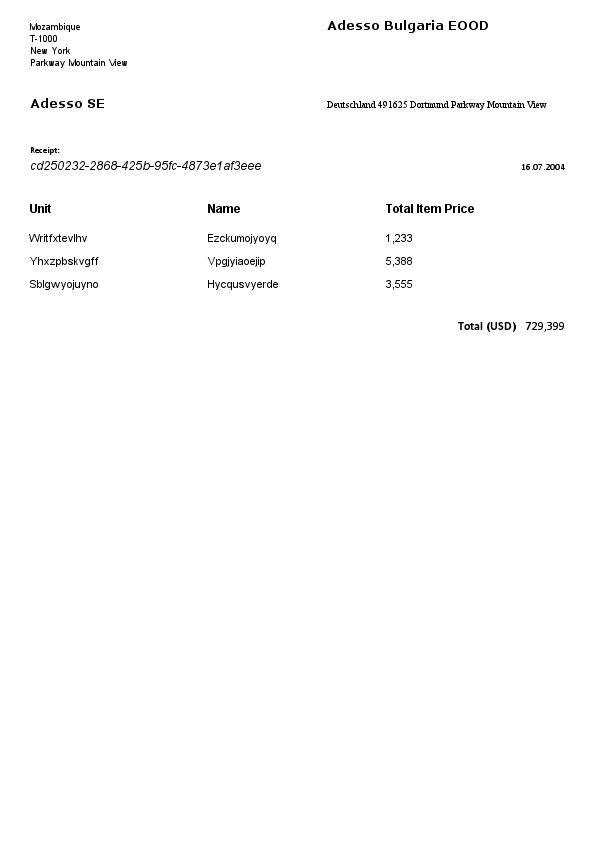 Mozambique
T-1000
New York
Parkway Mountain View
Adesso Bulgaria EOOD
Adesso SE
Deutschland 491625 Dortmund Parkway Mountain View
Receipt:
cd250232-2868-425b-95fc-4873e1af3eee
16.07.2004
Unit Name Total Item Price
Writfxtevlhv Ezckumojyoyq 1,233
Yhxzpbskvgff Vpgjyiaoejip 5,388
Sblgwyojuyno Hycqusvyerde 3,555
Total (USD) 729,399